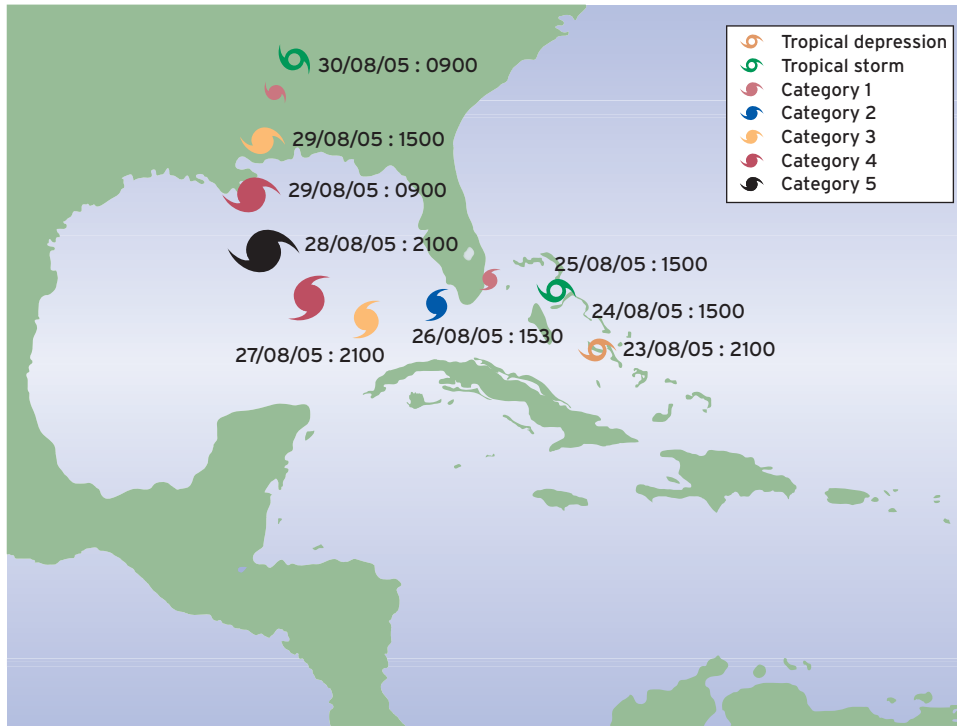 Tropical depression
Tropical storm
Category 1
Category 2
Category 3
Category 4
Category 5
30/08/05 : 0900
29/08/05 : 1500
29/08/05 : 0900
28/08/05 : 2100
25/08/05 : 1500
24/08/05 : 1500
26/08/05 : 1530
23/08/05 : 2100
27/08/05 : 2100